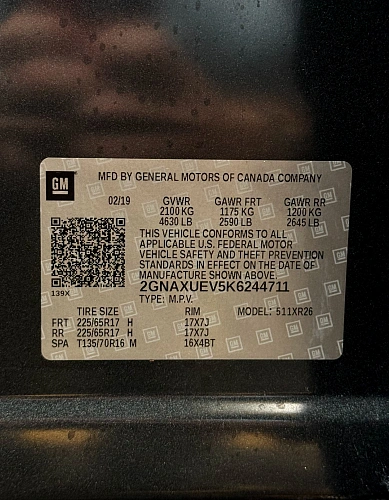 GM
MFD BY GENERAL MOTORS OF CANADA COMPANY
02/19 GVWR GAWR FRT GAWR RR
2100 KG 1175 KG 1200 KG
4630 LB 2590 LB 2645 LB
THIS VEHICLE CONFORMS TO ALL
APPLICABLE U.S. FEDERAL MOTOR
VEHICLE SAFETY AND THEFT PREVENTION
STANDARDS IN EFFECT ON THE DATE OF
MANUFACTURE SHOWN ABOVE.
2GNAXUEV5K6244711
139X
TYPE: M.P.V.
TIRE SIZE RIM MODEL: 511XR26
FRT 225/65R17 H 17X7J
RR 225/65R17 H 17X7J
SPA T135/70R16 M 16X4BT